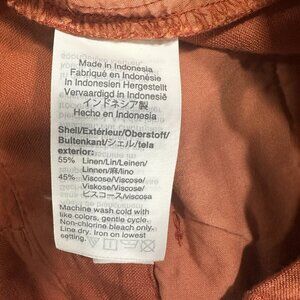 Made in Indonesia
Fabriqué en Indonésie
In Indonesien Hergestellt
Vervaardigd in Indonesië
インドネシア製
Hecho en Indonesia
Shell/Extérieur/Oberstoff/
Buitenkant/シェル/tela
exterior:
55% Linen/Lin/Leinen/
Linnen/麻/lino
45% Viscose/Viscose/
Viskose/Viscose/
ビスコース/viscosa
Machine wash cold with
like colors, gentle cycle.
Non-chlorine bleach only.
Line dry. Iron on lowest
setting.